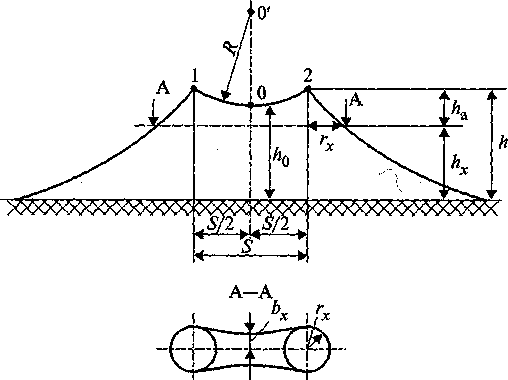 0'
R
1
0
2
A
A
h_a
r_x
h_0
h_x
h
S/2
S/2
S
A—A
b_x
r_x